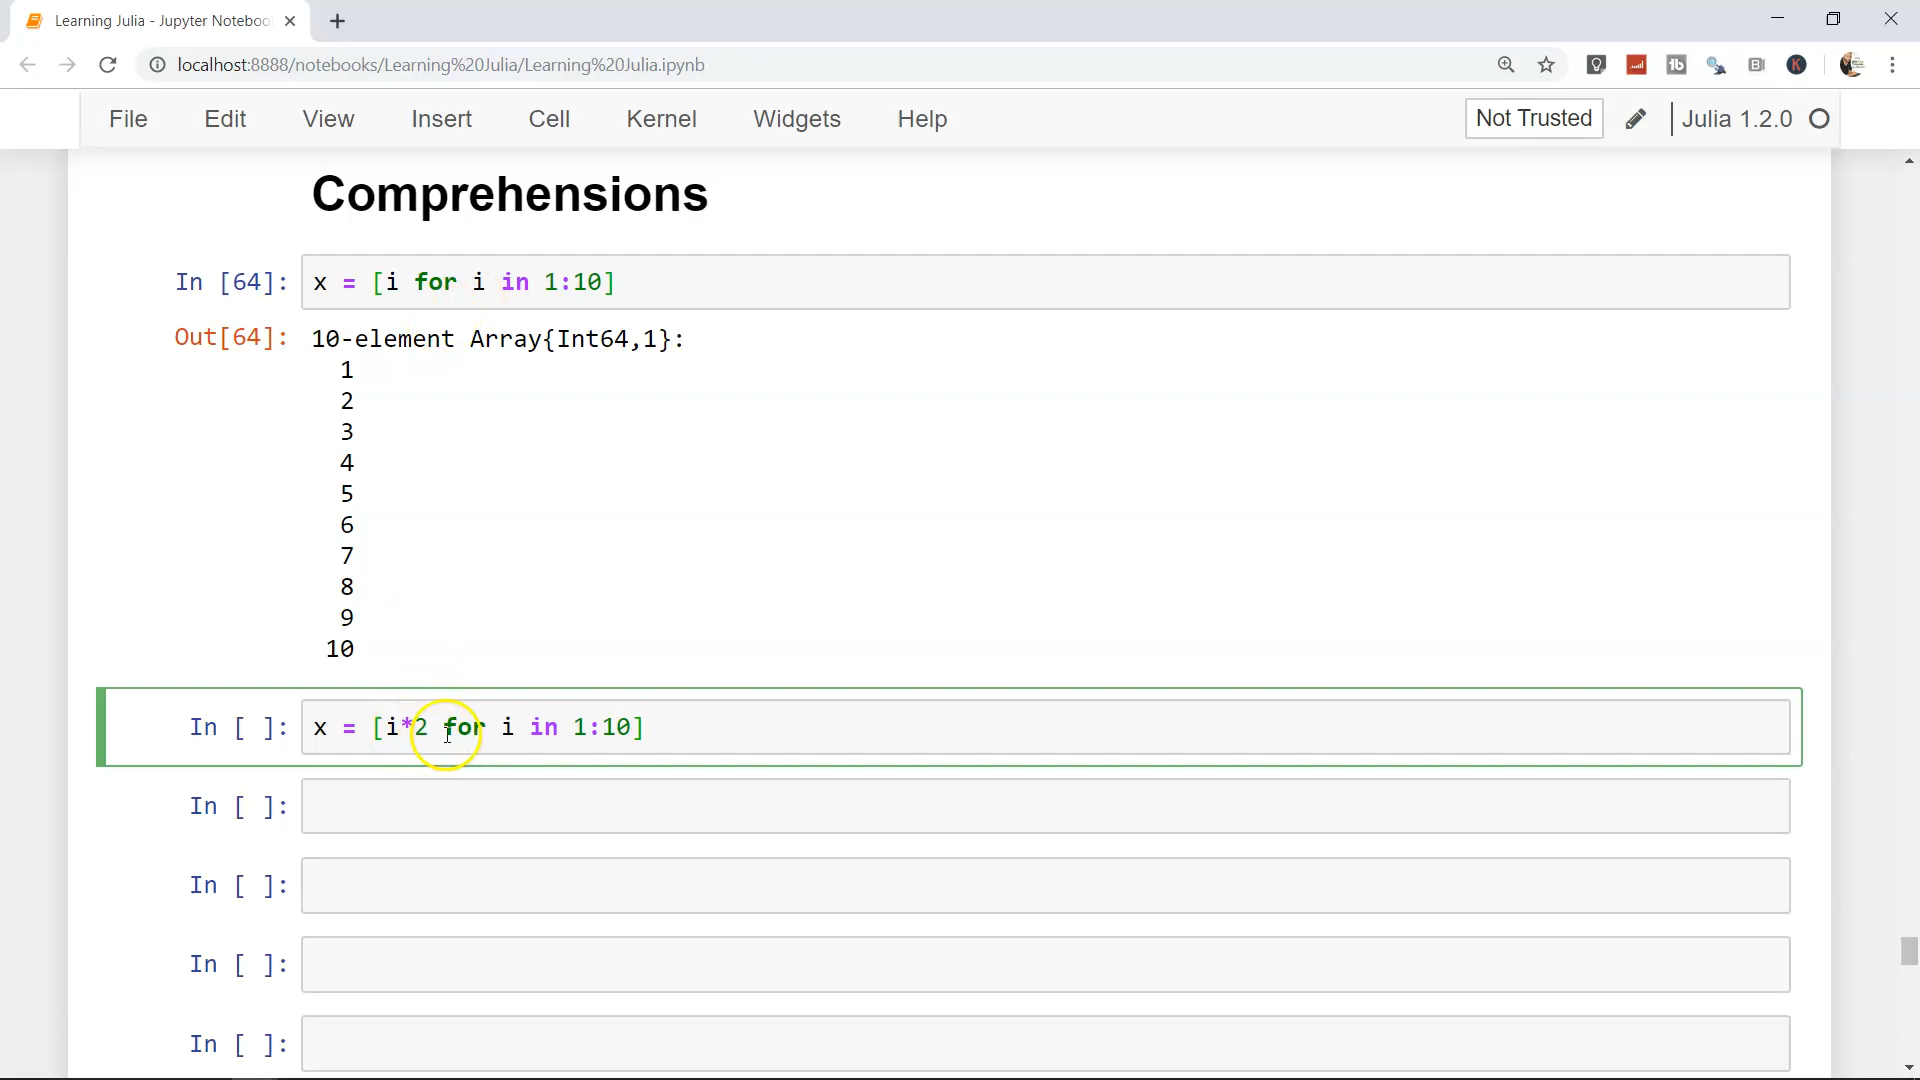 Learning Julia - Jupyter Noteboo
localhost:8888/notebooks/Learning%20Julia/Learning%20Julia.ipynb
File Edit View Insert Cell Kernel Widgets Help Not Trusted Julia 1.2.0
Comprehensions
In [64]: x = [i for i in 1:10]
Out[64]: 10-element Array{Int64,1}:
1
2
3
4
5
6
7
8
9
10
In [ ]: x = [i*2 for i in 1:10]
In [ ]:
In [ ]:
In [ ]:
In [ ]: